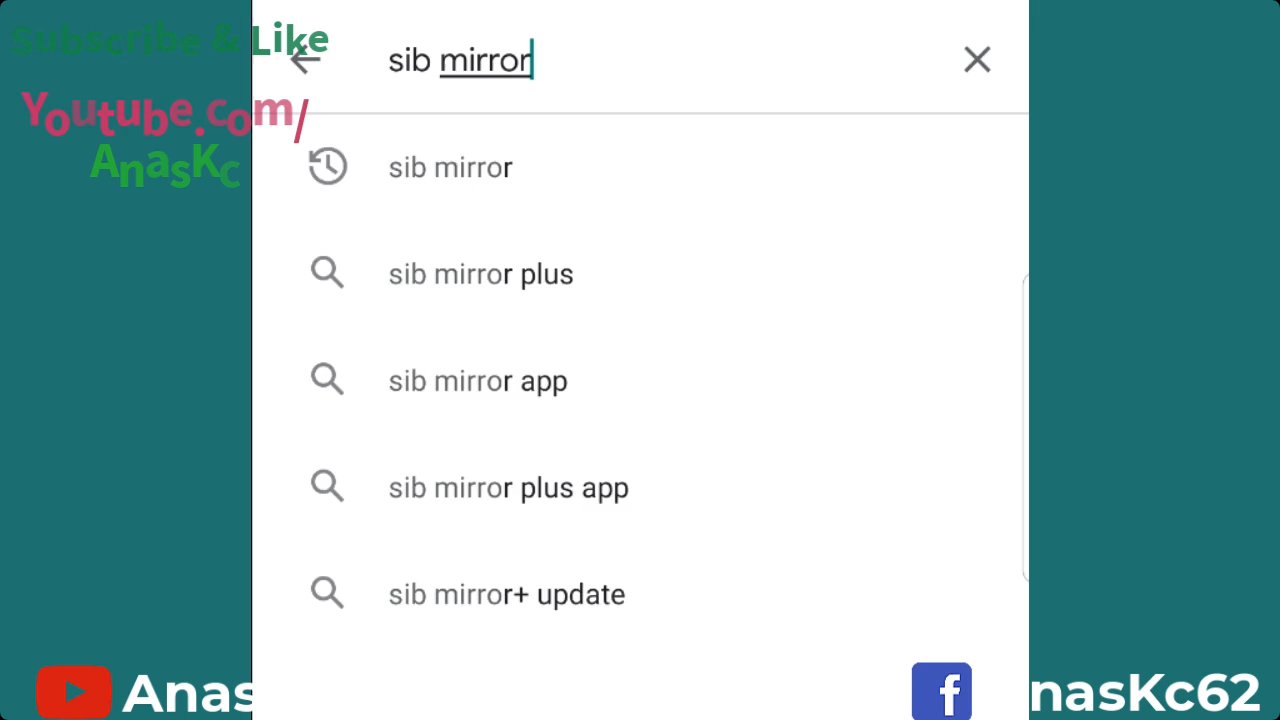 Subscribe & Like
Youtube.com/
AnasKc
sib mirror
sib mirror
sib mirror plus
sib mirror app
sib mirror plus app
sib mirror+ update
Anas
f
nasKc62